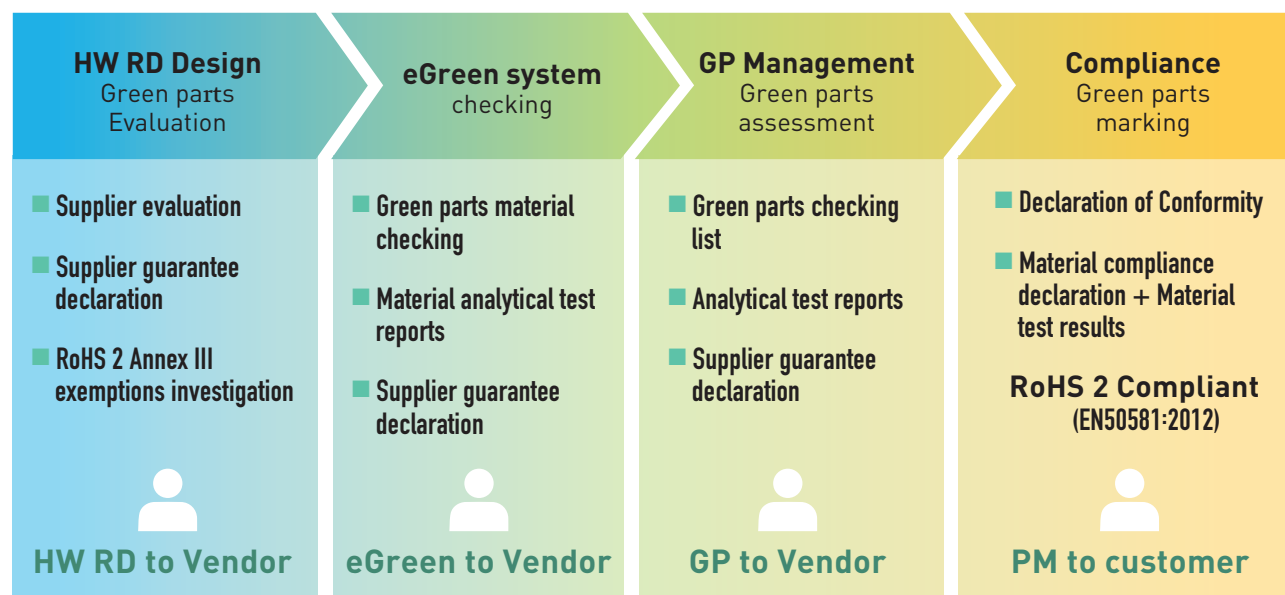 HW RD Design
Green parts
Evaluation
eGreen system
checking
GP Management
Green parts
assessment
Compliance
Green parts
marking
Supplier evaluation
Supplier guarantee
declaration
RoHS 2 Annex III
exemptions investigation
HW RD to Vendor
Green parts material
checking
Material analytical test
reports
Supplier guarantee
declaration
eGreen to Vendor
Green parts checking
list
Analytical test reports
Supplier guarantee
declaration
GP to Vendor
Declaration of Conformity
Material compliance
declaration + Material
test results
RoHS 2 Compliant
(EN50581:2012)
PM to customer